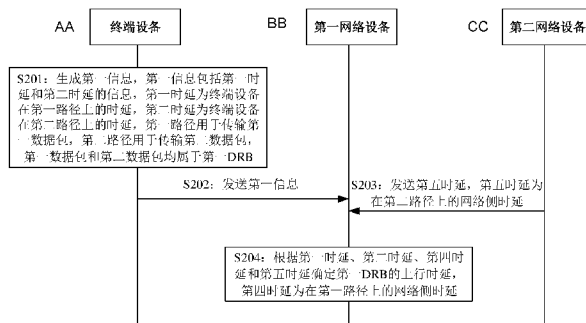 AA
终端设备
BB
第一网络设备
CC
第二网络设备
S201：生成第一信息，第一信息包括第一时
延和第二时延的信息，第一时延为终端设备
在第一路径上的时延，第二时延为终端设备
在第二路径上的时延，第一路径用于传输第
一数据包，第二路径用于传输第二数据包，
第一数据包和第二数据包均属于第一DRB
S202：发送第一信息
S203：发送第五时延，第五时延为
在第二路径上的网络侧时延
S204：根据第一时延、第二时延、第四时
延和第五时延确定第一DRB的上行时延，
第四时延为在第一路径上的网络侧时延